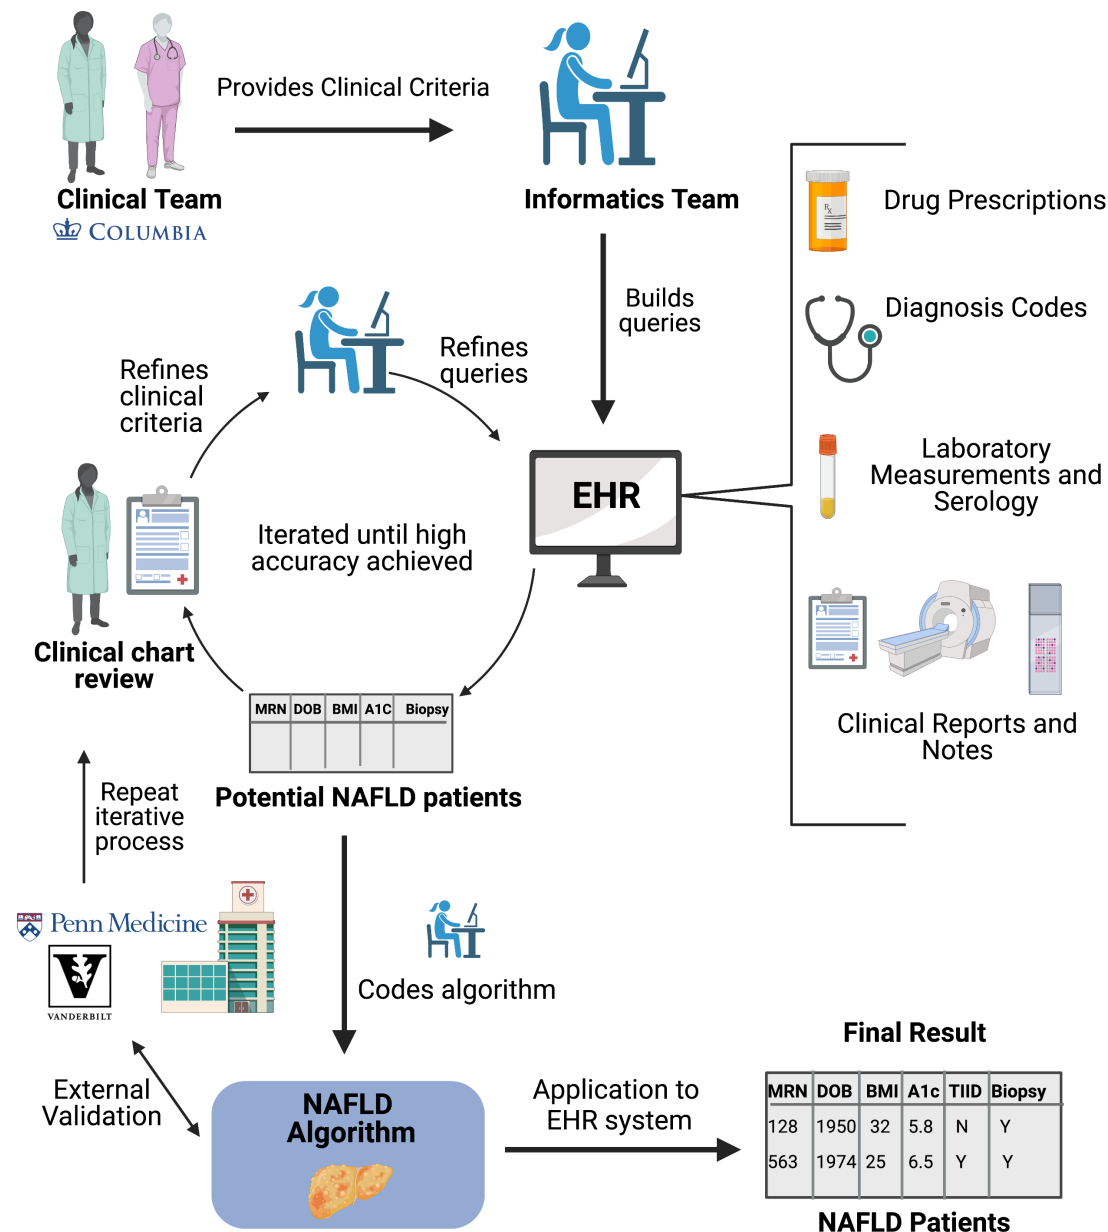 Provides Clinical Criteria
Clinical Team
COLUMBIA
Informatics Team
Rx
Drug Prescriptions
Diagnosis Codes
Laboratory
Measurements and
Serology
Clinical Reports and
Notes
Builds
queries
Refines
queries
Refines
clinical
criteria
EHR
Iterated until high
accuracy achieved
Clinical chart
review
MRN DOB BMI A1C Biopsy
Potential NAFLD patients
Repeat
iterative
process
Penn Medicine
V
VANDERBILT
Codes algorithm
External
Validation
NAFLD
Algorithm
Application to
EHR system
Final Result
MRN DOB BMI A1c TIID Biopsy
128 1950 32 5.8 N Y
563 1974 25 6.5 Y Y
NAFLD Patients